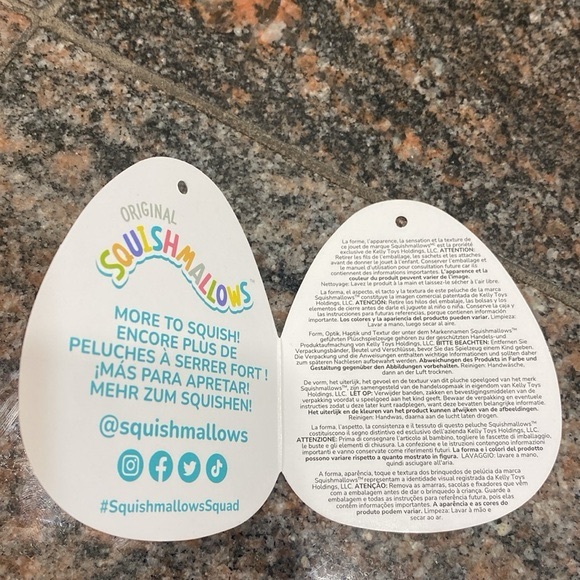 ORIGINAL
SQUISHMALLOWS™
MORE TO SQUISH!
ENCORE PLUS DE
PELUCHES A SERRER FORT !
¡MÁS PARA APRETAR!
MEHR ZUM SQUISHEN!
@squishmallows
#SquishmallowsSquad
La forme, l'apparence, la sensation et la texture de
ce jouet de marque Squishmallows™ est la propriété
exclusive de Kelly Toy Holdings, LLC. ATTENTION:
Retirer les fils de l'emballage, les sachets et les attaches
avant de donner le jouet à l'enfant. Conserver l'emballage et
le manuel d'utilisation pour consultation future car ils
contiennent des informations importantes. L'apparence et la
couleur du produit peuvent varier de l'image.
Nettoyage. Lavez le produit à la main et laissez-le sécher à l'air libre.
La forma, el aspecto, el tacto y la textura de este peluche de la marca
Squishmallows™ constituye la imagen comercial patentada de Kelly Toy
Holdings, LLC. ATENCIÓN: Retire las fijaciones del embalaje, las bolsas y los
elementos de cierre antes de darle el juguete al niño o niña. Conserve las
instrucciones para futuras referencias, porque contienen información
importante. Los colores y la apariencia del producto pueden variar. Limpieza:
Lavar a mano, luego secar al aire.
Form, Optik, Haptik und Textur der unter dem Markennamen Squishmallows™
geführten Plüschspielzeuge gehören zu der geschützten Handels- und
Produktaufmachung von Kelly Toy Holdings, LLC. BITTE BEACHTEN: Entfernen Sie
Verpackungsbänder, Beutel und Verschlüsse, bevor Sie das Spielzeug einem Kind geben.
Die Verpackung und die Anweisungen enthalten wichtige Informationen und sollten daher
zum späteren Nachlesen aufbewahrt werden. Abweichungen des Produkts in Farbe und
Gestaltung gegenüber den Abbildungen vorbehalten. Reinigen: Handwäsche,
dann an der Luft trocknen.
De vorm, het uiterlijk, het gevoel en de textuur van dit pluche speelgoed van het merk
Squishmallows™, zijn samengesteld van de handelsopmaak in eigendom van Kelly Toy
Holdings, LLC. LET OP: Verwijder banden, zakken en bevestigingsmiddelen van de
verpakking voordat u speelgoed aan het kind geeft. Bewaar de verpakking en eventuele
instructies zodat u deze later kunt raadplegen, want deze bevatten belangrijke informatie.
Het uiterlijk en de kleuren van het product kunnen afwijken van de afbeeldingen.
Reinigen: Handwas, daarna aan de lucht laten drogen.
La forma, l'aspetto, la consistenza e il tessuto di questo peluche Squishmallows™
costituiscono il segno distintivo ed esclusivo dell'azienda Kelly Toy Holdings, LLC.
ATTENZIONE: Prima di consegnare l'articolo al bambino, togliere le fascette di imballaggio,
le buste e gli elementi di chiusura. La confezione e le istruzioni contengono informazioni
importanti e vanno conservate come riferimenti futuri. La forma e i colori del prodotto
possono variare rispetto a quanto mostrato in figura. LAVAGGIO: lavare a mano,
quindi asciugare all'aria.
A forma, aparência, toque e textura dos brinquedos de pelúcia da marca
Squishmallows™ representam a identidade visual registrada da Kelly Toy
Holdings, LLC. ATENÇÃO: Remova as amarras, sacolas e fixadores que vêm
com a embalagem antes de dar o brinquedo à criança. Guarde a
embalagem e todas as instruções para referência futura, pois elas
contêm informações importantes. A aparência e as cores do
produto podem variar. Limpeza: Lavar à mão e
secar ao ar.